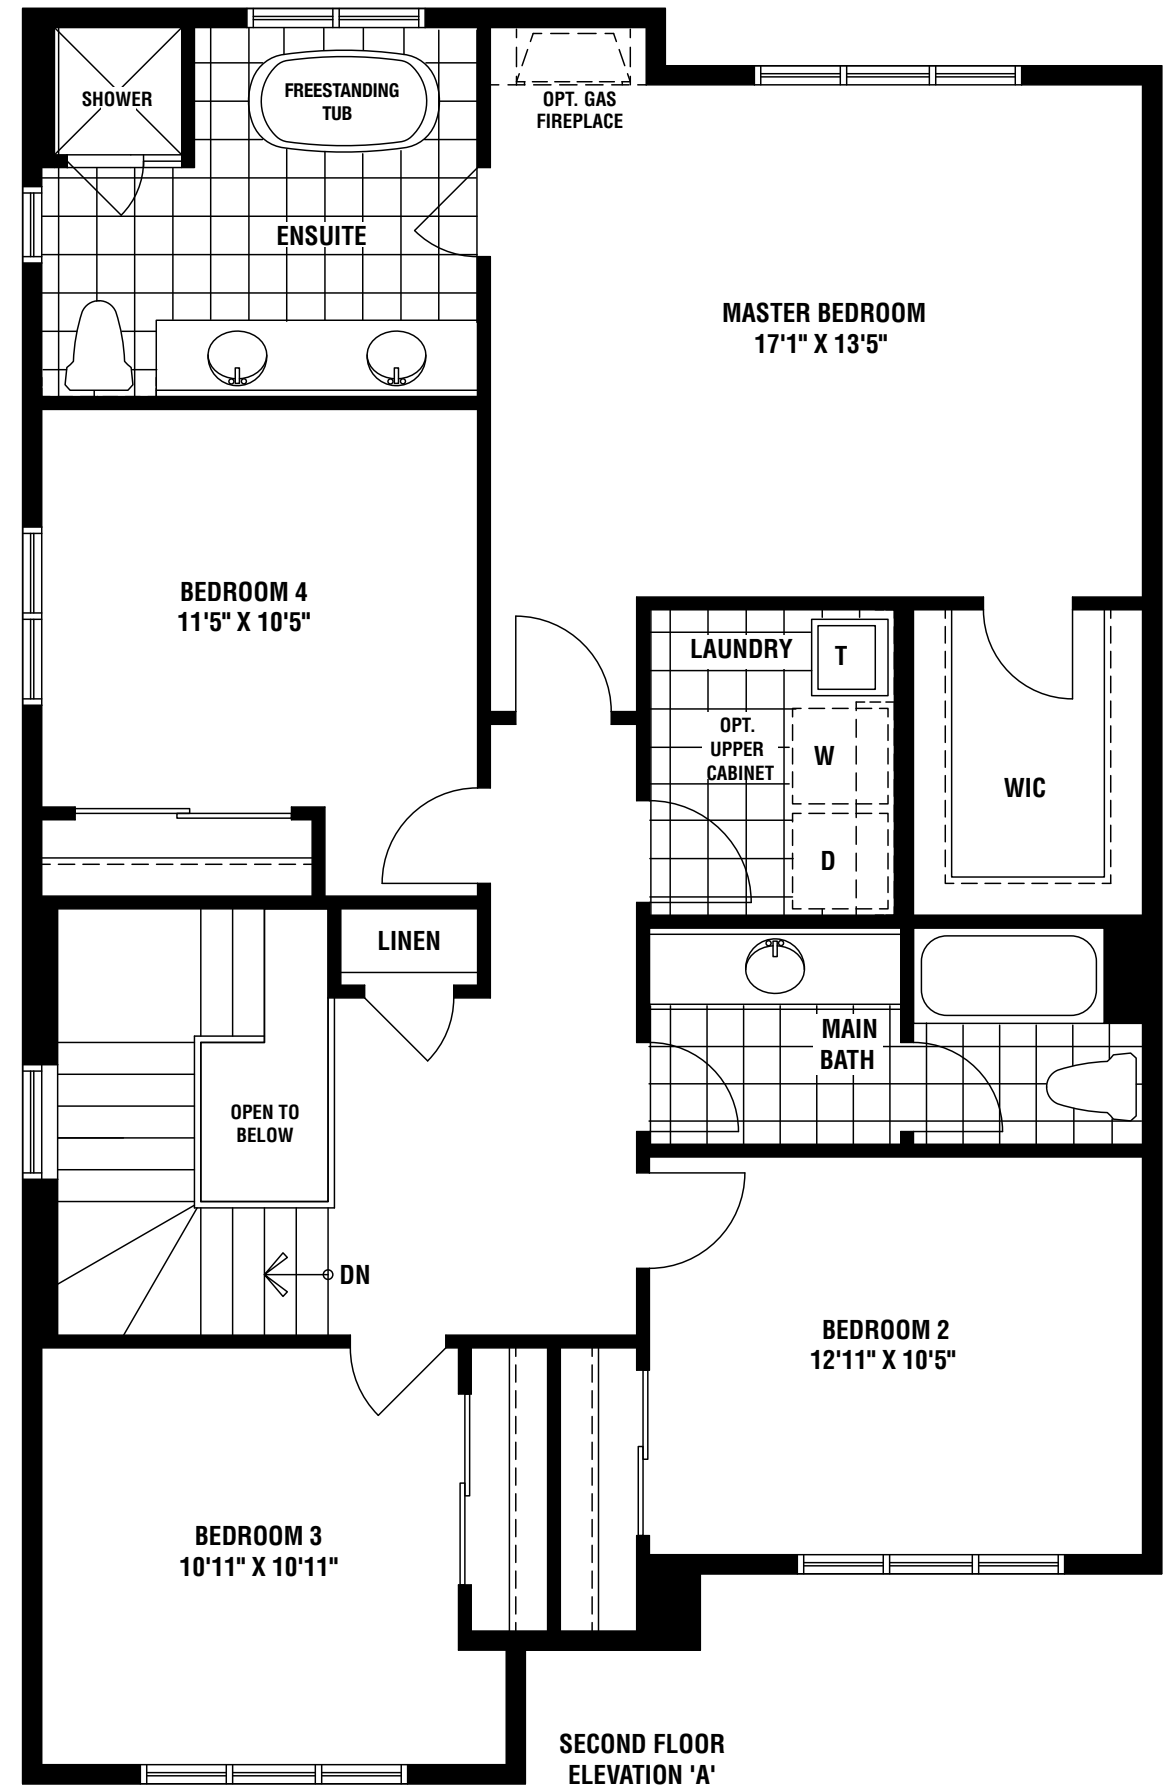 SHOWER
FREESTANDING
TUB
OPT. GAS
FIREPLACE
ENSUITE
MASTER BEDROOM
17'1" X 13'5"
BEDROOM 4
11'5" X 10'5"
LAUNDRY
T
OPT.
UPPER
CABINET
W
D
WIC
LINEN
MAIN
BATH
OPEN TO
BELOW
DN
BEDROOM 2
12'11" X 10'5"
BEDROOM 3
10'11" X 10'11"
SECOND FLOOR
ELEVATION 'A'